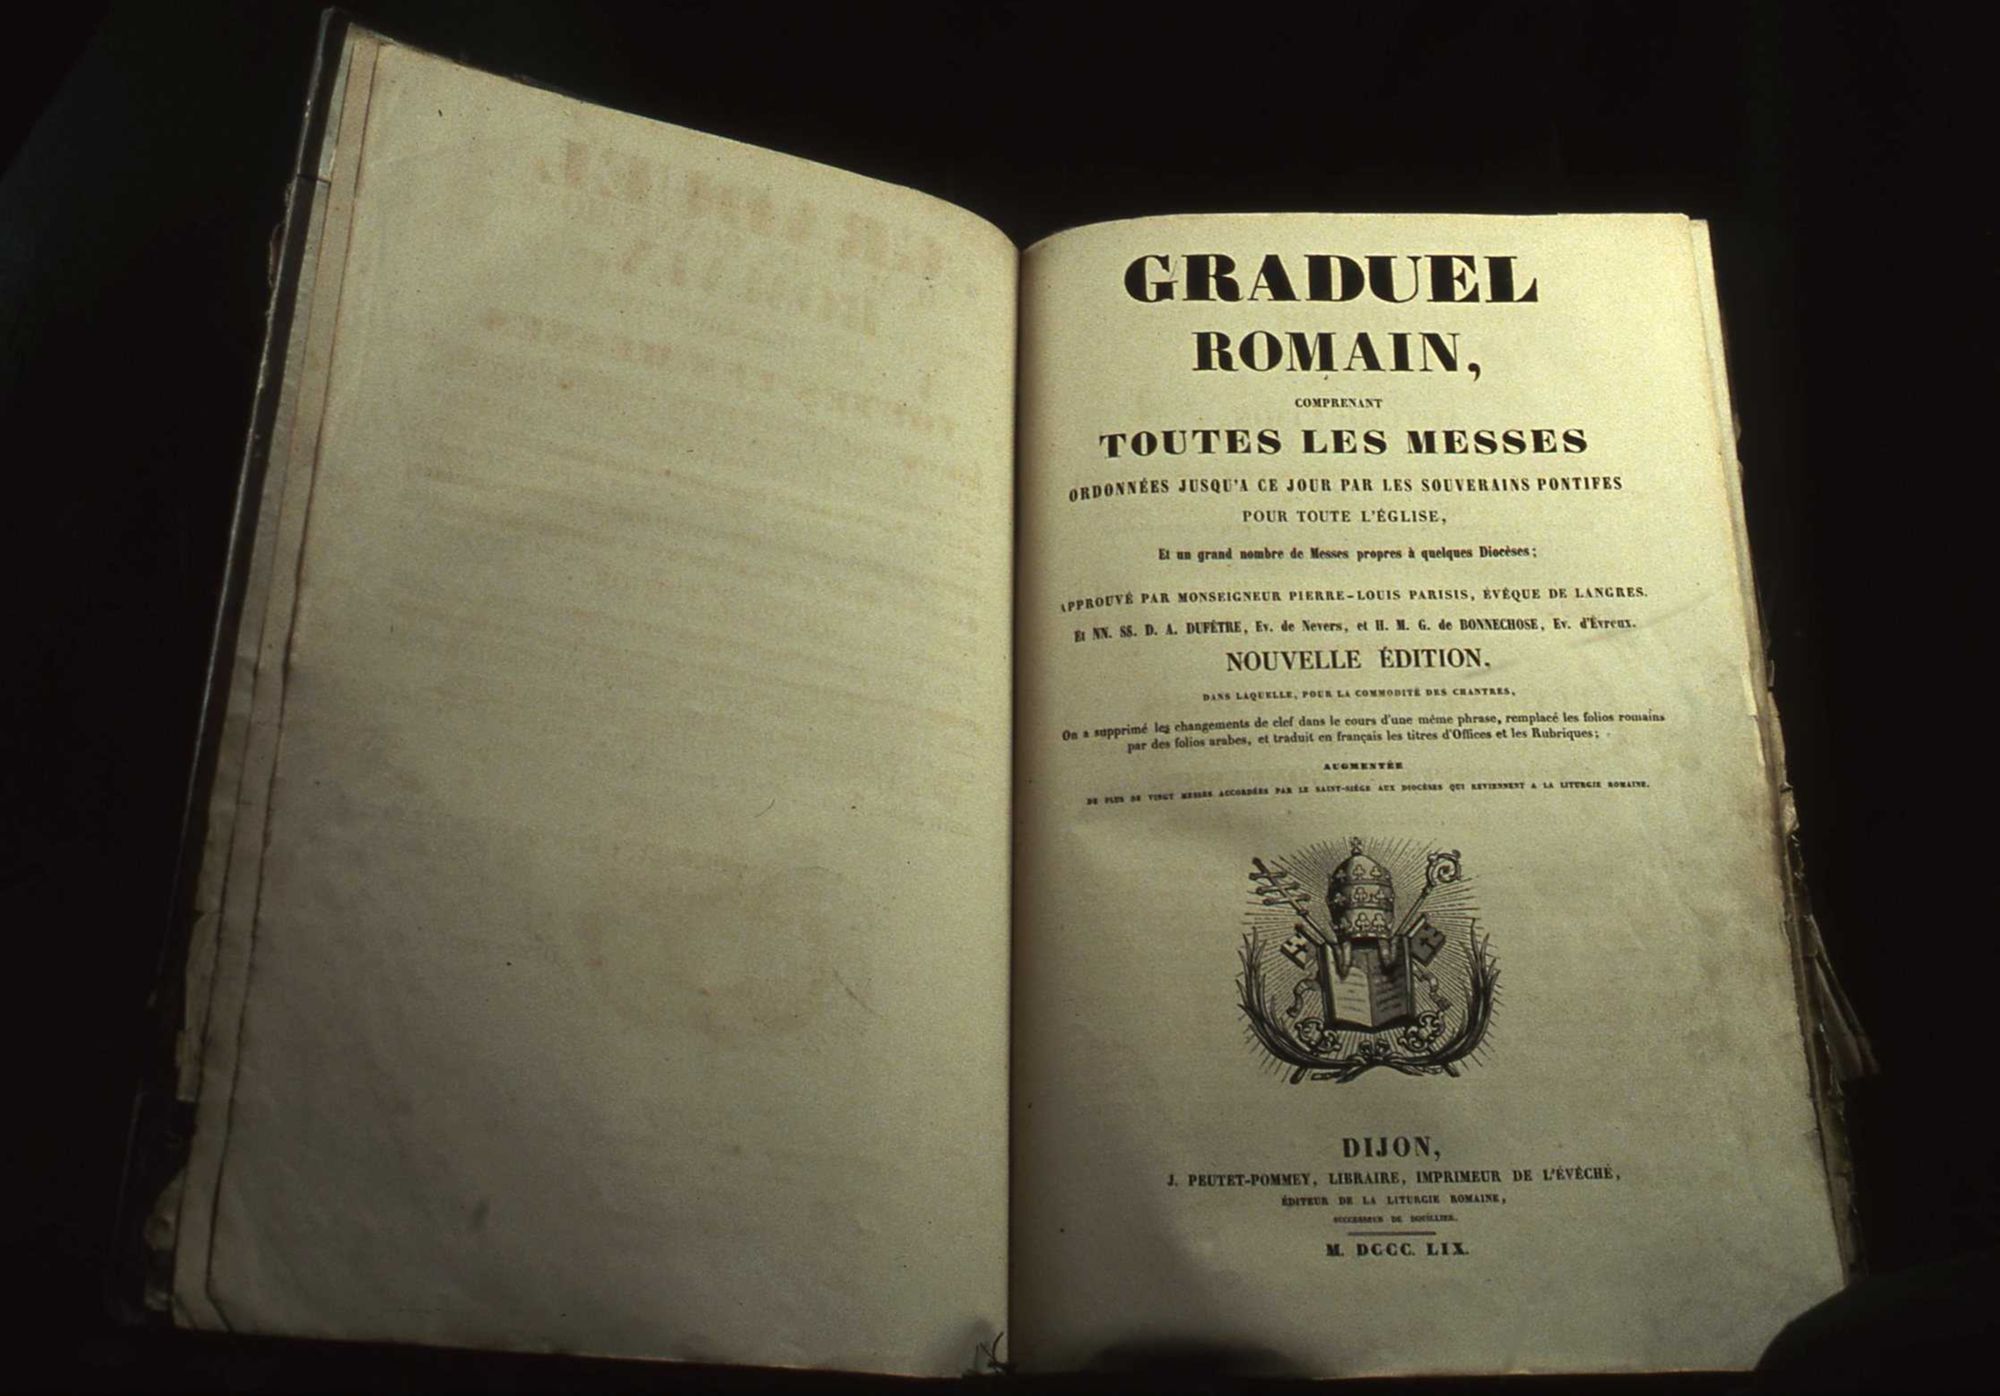 GRADUEL
ROMAIN,
COMPRENANT
TOUTES LES MESSES
ORDONNÉES JUSQU'A CE JOUR PAR LES SOUVERAINS PONTIFES
POUR TOUTE L'ÉGLISE,
Et un grand nombre de Messes propres à quelques Diocèses;
APPROUVÉ PAR MONSEIGNEUR PIERRE-LOUIS PARISIS, ÉVÊQUE DE LANGRES.
Et NN. SS. D. A. DUFÊTRE, Ev. de Nevers, et H. M. G. de BONNECHOSE, Ev. d'Évreux.
NOUVELLE ÉDITION,
DANS LAQUELLE, POUR LA COMMODITÉ DES CHANTRES,
On a supprimé les changements de clef dans le cours d'une même phrase, remplacé les folios romains
par des folios arabes, et traduit en français les titres d'Offices et les Rubriques;
AUGMENTÉE
DE PLUS DE VINGT MESSES ACCORDÉES PAR LE SAINT-SIÉGE AUX DIOCÈSES QUI REVIENNENT A LA LITURGIE ROMAINE.
DIJON,
J. PEUTET-POMMEY, LIBRAIRE, IMPRIMEUR DE L'ÉVÊCHÉ,
ÉDITEUR DE LA LITURGIE ROMAINE,
SUCCESSEUR DE DOUILLIER.
M. DCCC. LIX.